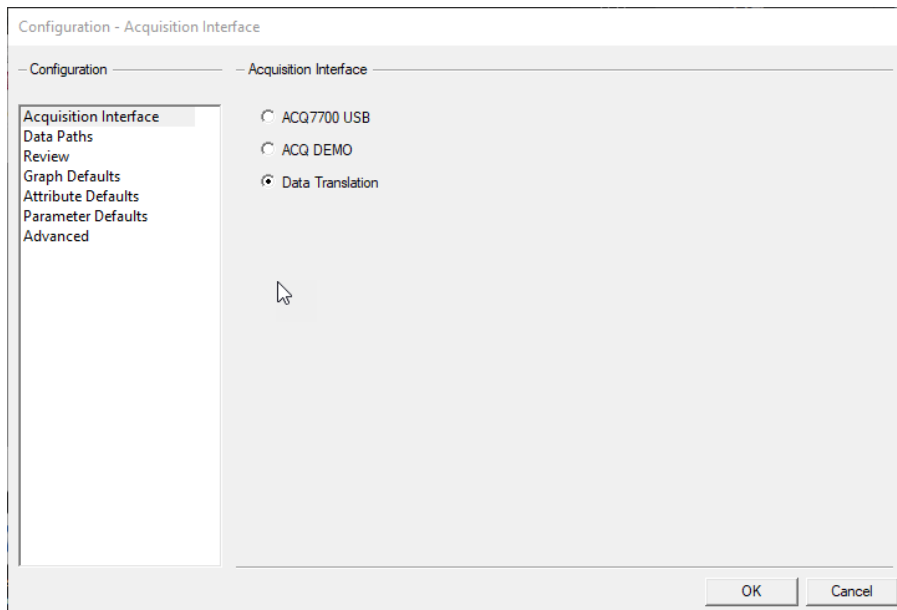 Configuration - Acquisition Interface
Configuration
Acquisition Interface
Data Paths
Review
Graph Defaults
Attribute Defaults
Parameter Defaults
Advanced
Acquisition Interface
ACQ7700 USB
ACQ DEMO
Data Translation
OK
Cancel